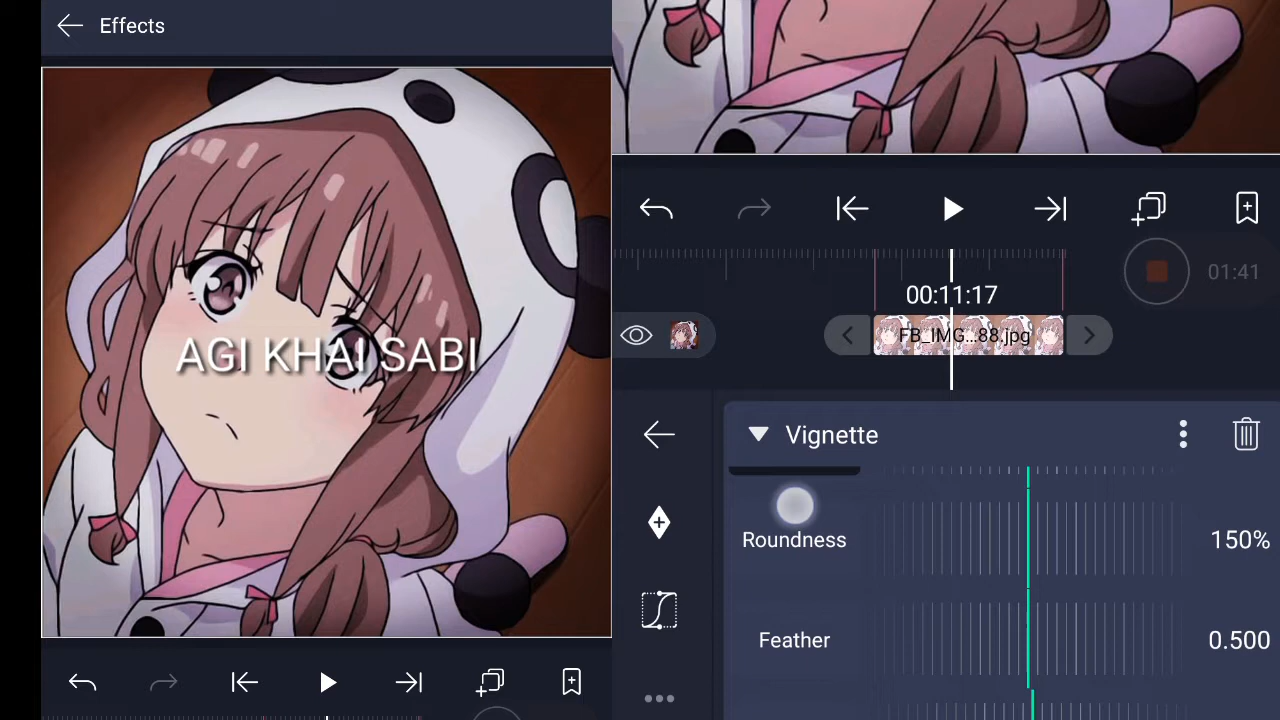 Effects
AGI KHAI SABI
01:41
00:11:17
FB_IMG...88.jpg
Vignette
Roundness
150%
Feather
0.500